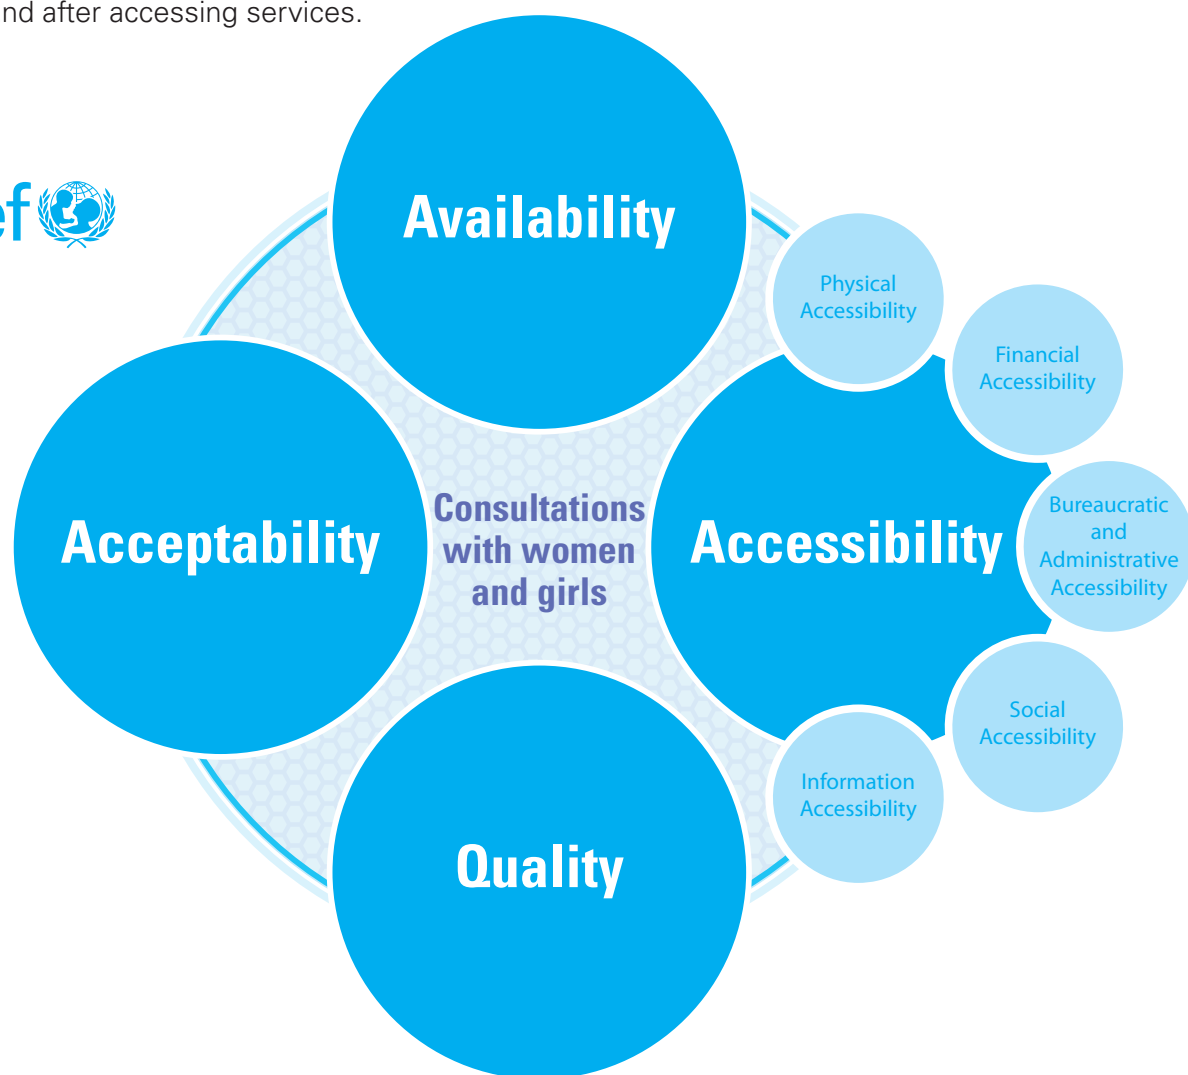 nd after accessing services.
ef
Availability
Physical
Accessibility
Financial
Accessibility
Acceptability
Consultations
with women
and girls
Accessibility
Bureaucratic
and
Administrative
Accessibility
Social
Accessibility
Information
Accessibility
Quality